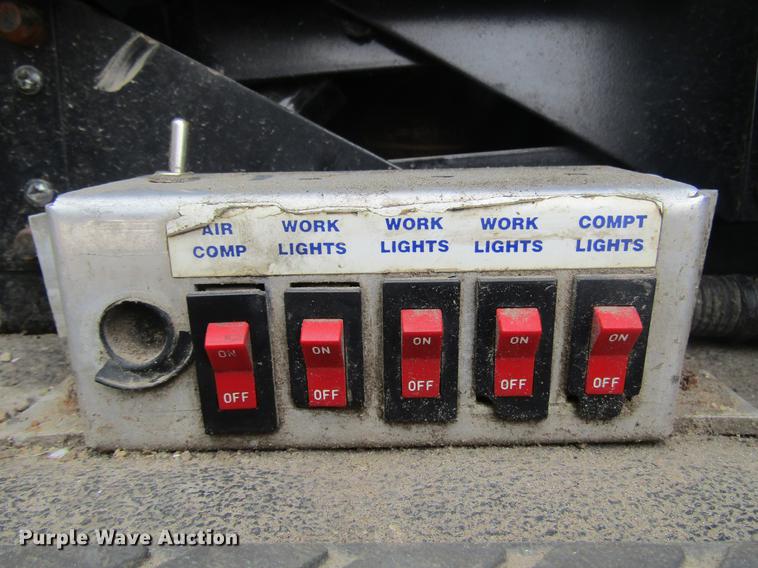 AIR COMP
WORK LIGHTS
WORK LIGHTS
WORK LIGHTS
COMPT LIGHTS
ON OFF
ON OFF
ON OFF
ON OFF
ON OFF
Purple Wave Auction